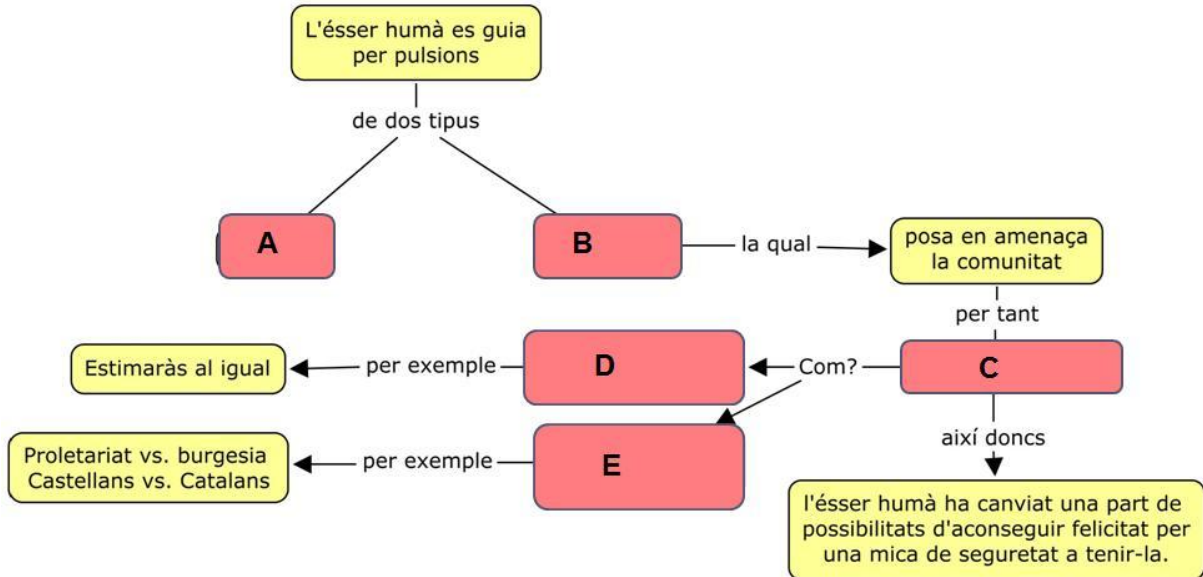 L'ésser humà es guia
per pulsions
de dos tipus
A
B
la qual
posa en amenaça
la comunitat
per tant
Estimaràs al igual
per exemple
D
Com?
C
Proletariat vs. burgesia
Castellans vs. Catalans
per exemple
E
així doncs
l'ésser humà ha canviat una part de
possibilitats d'aconseguir felicitat per
una mica de seguretat a tenir-la.